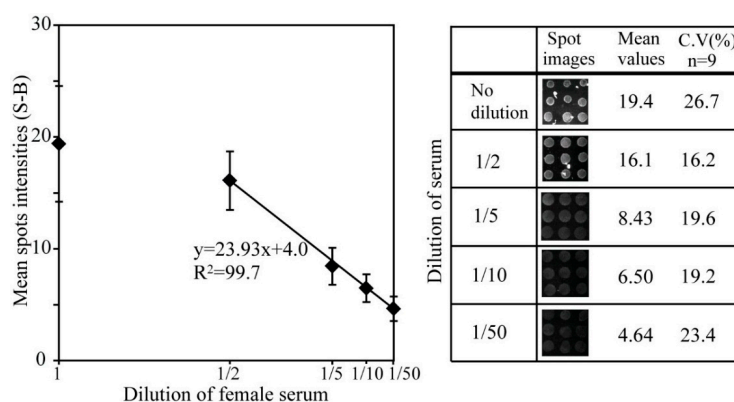 30
20
10
0
Mean spots intensities (S-B)
y=23.93x+4.0
R²=99.7
1 1/2 1/5 1/10 1/50
Dilution of female serum
Spot images Mean values C.V(%) n=9
Dilution of serum
No dilution 19.4 26.7
1/2 16.1 16.2
1/5 8.43 19.6
1/10 6.50 19.2
1/50 4.64 23.4